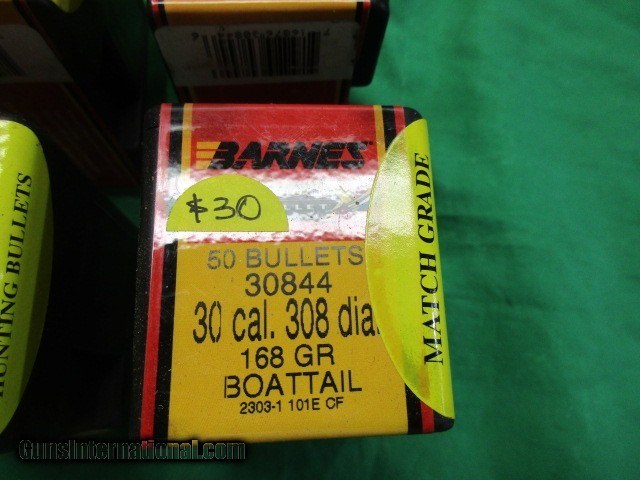 BARNES
$30
50 BULLETS
30844
30 cal. 308 dia.
168 GR
BOATTAIL
2303-1 101E CF
MATCH GRADE
HUNTING BULLETS
GunsInternational.com